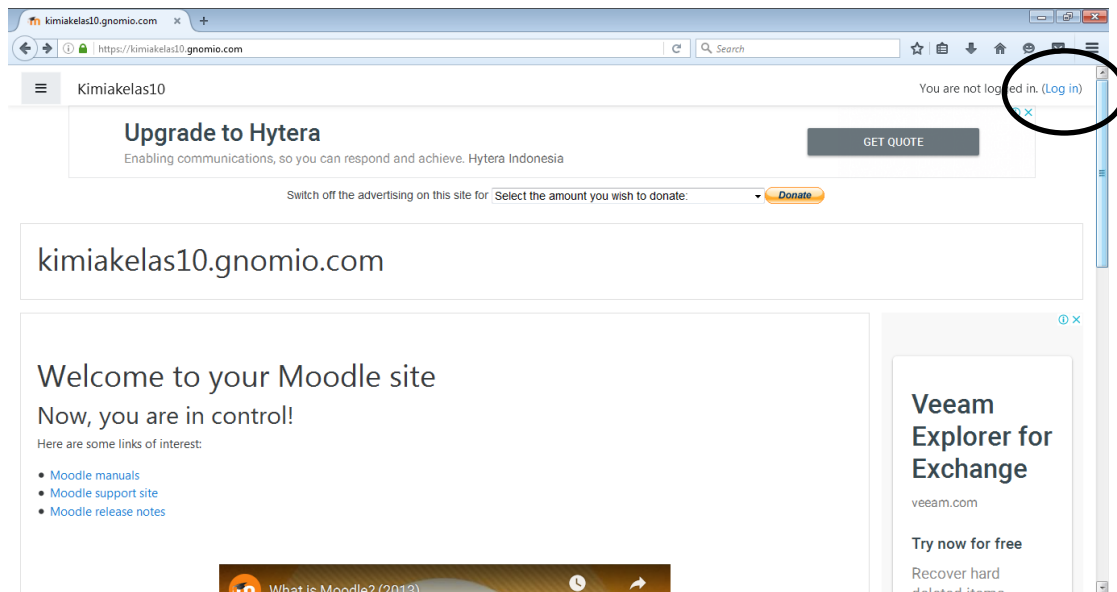 kimiakelas10.gnomio.com
https://kimiakelas10.gnomio.com
Search
Kimiakelas10
You are not logged in. (Log in)
Upgrade to Hytera
Enabling communications, so you can respond and achieve. Hytera Indonesia
GET QUOTE
Switch off the advertising on this site for Select the amount you wish to donate: Donate
kimiakelas10.gnomio.com
Welcome to your Moodle site
Now, you are in control!
Here are some links of interest:
Moodle manuals
Moodle support site
Moodle release notes
What is Moodle? (2013)
Veeam
Explorer for
Exchange
veeam.com
Try now for free
Recover hard
deleted items